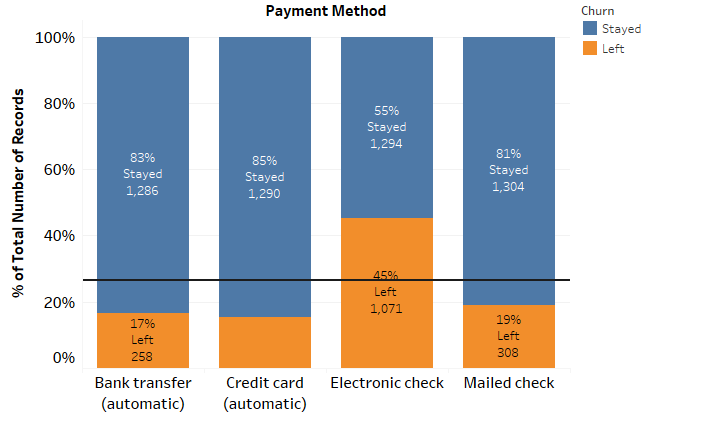 Payment Method
Churn
Stayed
Left
% of Total Number of Records
100%
80%
60%
40%
20%
0%
83%
Stayed
1,286
17%
Left
258
85%
Stayed
1,290
55%
Stayed
1,294
45%
Left
1,071
81%
Stayed
1,304
19%
Left
308
Bank transfer
(automatic)
Credit card
(automatic)
Electronic check
Mailed check